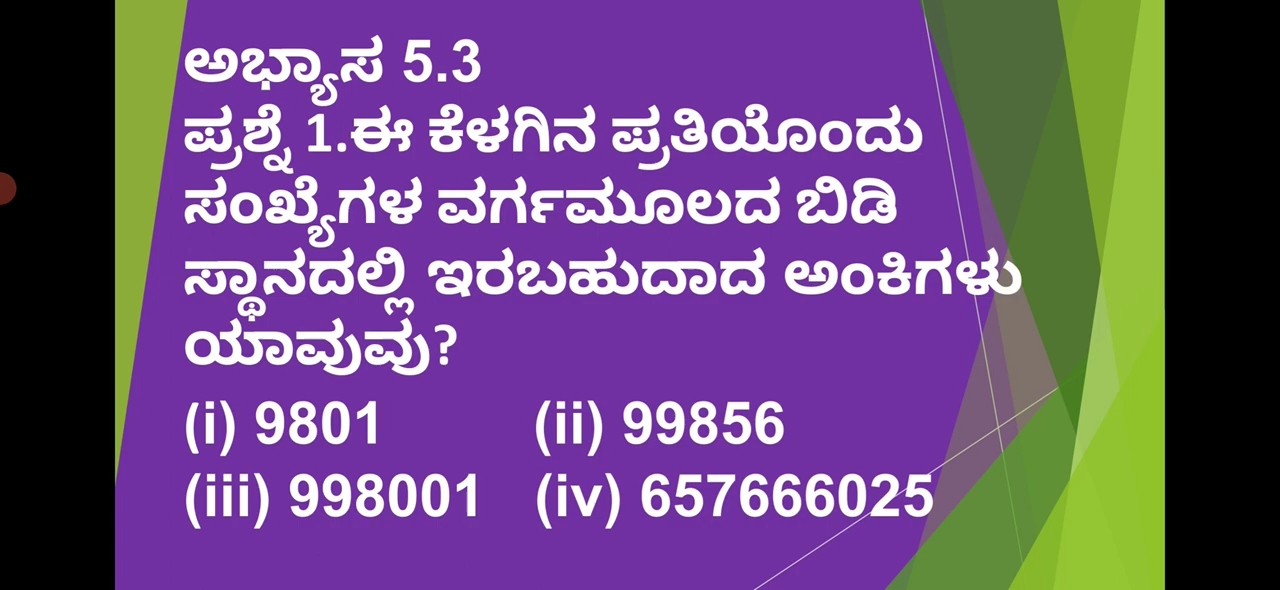 ಅಭ್ಯಾಸ 5.3
ಪ್ರಶ್ನೆ 1.ಈ ಕೆಳಗಿನ ಪ್ರತಿಯೊಂದು
ಸಂಖ್ಯೆಗಳ ವರ್ಗಮೂಲದ ಬಿಡಿ
ಸ್ಥಾನದಲ್ಲಿ ಇರಬಹುದಾದ ಅಂಕಿಗಳು
ಯಾವುವು?
(i) 9801 (ii) 99856
(iii) 998001 (iv) 657666025